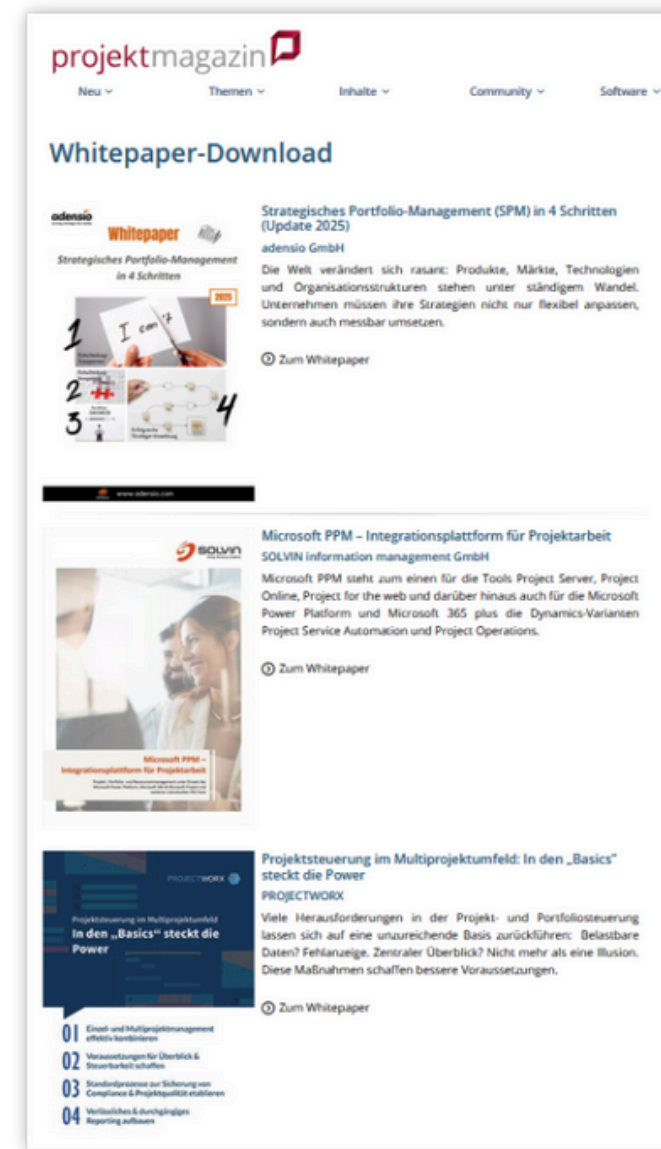 projektmagazin
Neu
Themen
Inhalte
Community
Software
Whitepaper-Download
adensio
Whitepaper
Strategisches Portfolio-Management
in 4 Schritten
2025
I can't
1
2
3
4
www.adensio.com
Strategisches Portfolio-Management (SPM) in 4 Schritten
(Update 2025)
adensio GmbH
Die Welt verändert sich rasant: Produkte, Märkte, Technologien
und Organisationsstrukturen stehen unter ständigem Wandel.
Unternehmen müssen ihre Strategien nicht nur flexibel anpassen,
sondern auch messbar umsetzen.
Zum Whitepaper
SOLVIN
Microsoft PPM –
Integrationsplattform für Projektarbeit
Microsoft PPM – Integrationsplattform für Projektarbeit
SOLVIN information management GmbH
Microsoft PPM steht zum einen für die Tools Project Server, Project
Online, Project for the web und darüber hinaus auch für die Microsoft
Power Platform und Microsoft 365 plus die Dynamics-Varianten
Project Service Automation und Project Operations.
Zum Whitepaper
PROJECTWORX
Projektsteuerung im Multiprojektumfeld
In den „Basics“ steckt die
Power
01 Einzel- und Multiprojektmanagement
effektiv kombinieren
02 Voraussetzungen für Überblick &
Steuerbarkeit schaffen
03 Standardprozesse zur Sicherung von
Compliance & Projektqualität etablieren
04 Verlässliches & durchgängiges
Reporting aufbauen
Projektsteuerung im Multiprojektumfeld: In den „Basics“
steckt die Power
PROJECTWORX
Viele Herausforderungen in der Projekt- und Portfoliosteuerung
lassen sich auf eine unzureichende Basis zurückführen: Belastbare
Daten? Fehlanzeige. Zentraler Überblick? Nicht mehr als eine Illusion.
Diese Maßnahmen schaffen bessere Voraussetzungen.
Zum Whitepaper